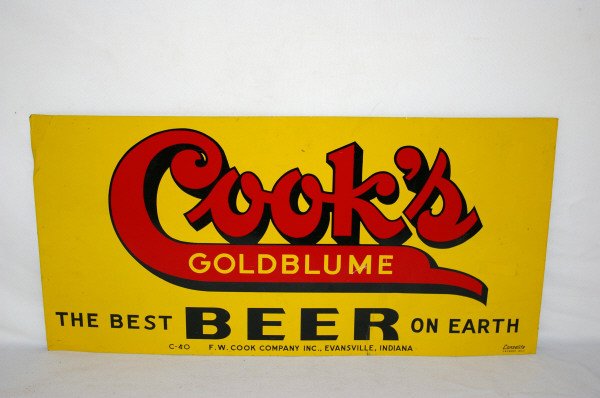 Cook's
GOLDBLUME
THE BEST BEER ON EARTH
C-40 F.W. COOK COMPANY INC., EVANSVILLE, INDIANA